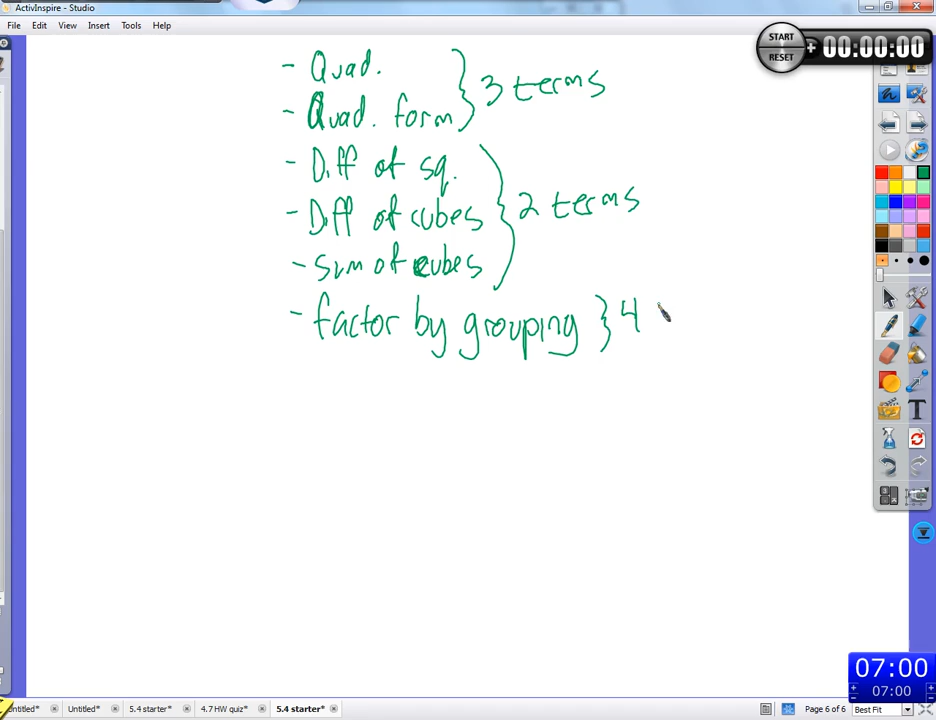 ActivInspire - Studio
File Edit View Insert Tools Help
START
RESET
00:00:00
- Quad.
- Quad. form
3 terms
- Diff of sq.
- Diff of cubes
- sum of cubes
2 terms
- factor by grouping } 4
07:00
07:00
ntitled* Untitled* 5.4 starter* 4.7 HW quiz* 5.4 starter*
Page 6 of 6
Best Fit